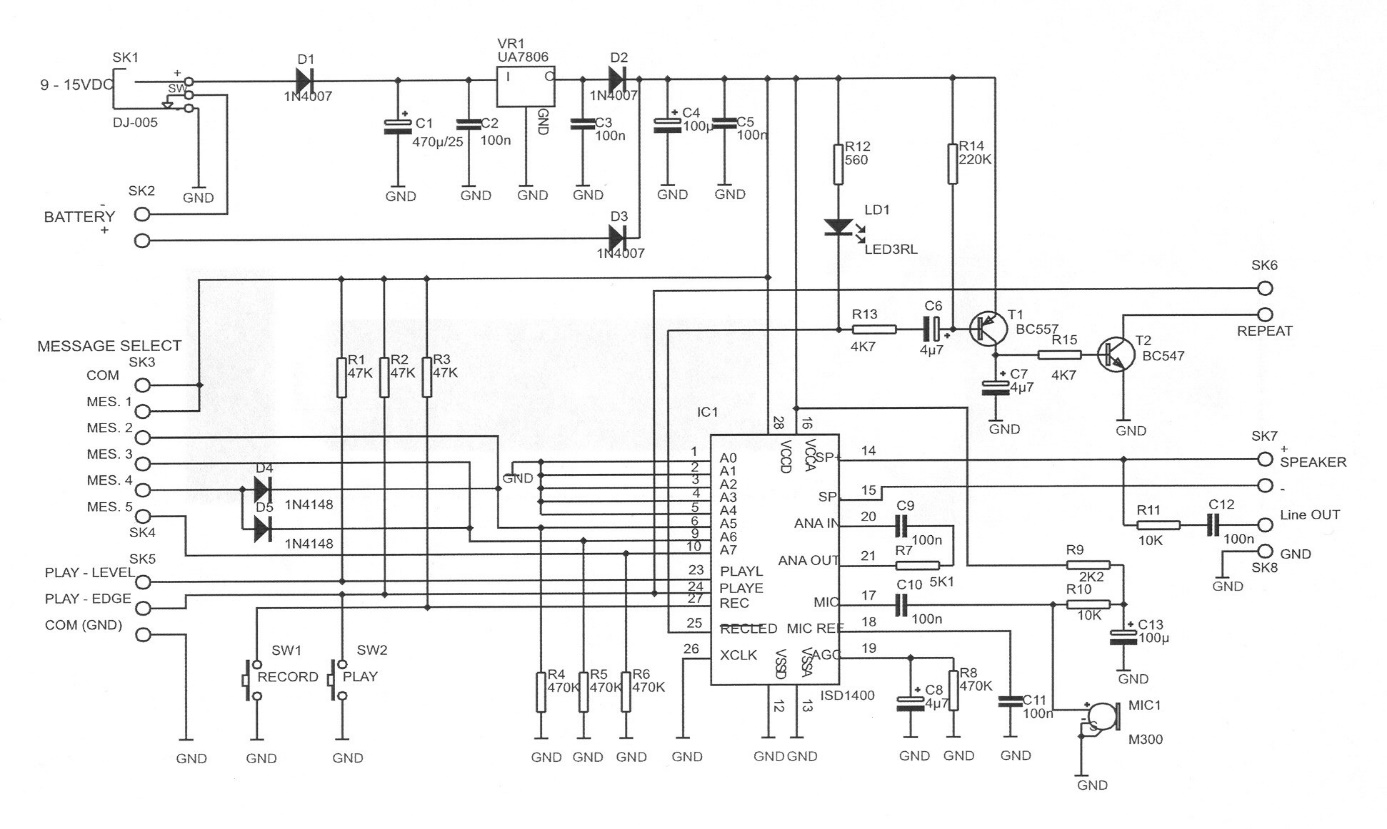 SK1
9 - 15VDC
+
SW
-
DJ-005
GND
D1
1N4007
C1
470µ/25
GND
+
C2
100n
GND
VR1
UA7806
I
O
GND
GND
C3
100n
GND
D2
1N4007
C4
100µ
GND
+
C5
100n
GND
SK2
BATTERY
-
+
D3
1N4007
R12
560
LD1
LED3RL
R14
220K
R13
4K7
C6
4µ7
+
T1
BC557
C7
4µ7
+
GND
R15
4K7
T2
BC547
GND
SK6
REPEAT
MESSAGE SELECT
SK3
COM
MES. 1
MES. 2
MES. 3
MES. 4
MES. 5
SK4
SK5
PLAY - LEVEL
PLAY - EDGE
COM (GND)
GND
R1
47K
R2
47K
R3
47K
D4
1N4148
D5
1N4148
SW1
RECORD
GND
SW2
PLAY
GND
R4
470K
GND
R5
470K
GND
R6
470K
GND
GND
IC1
ISD1400
1
A0
2
A1
3
A2
4
A3
5
A4
6
A5
9
A6
10
A7
23
PLAYL
24
PLAYE
27
REC
25
RECLED
26
XCLK
GND
28
VCCD
16
VCCA
SP+
14
SP-
15
ANA IN
20
ANA OUT
21
MIC
17
MIC REF
18
AGC
19
VSSD
12
GND
VSSA
13
GND
C9
100n
R7
5K1
C10
100n
C8
4µ7
+
GND
R8
470K
GND
C11
100n
GND
R9
2K2
R10
10K
C13
100µ
+
GND
MIC1
M300
+
-
GND
SK7
+
SPEAKER
-
R11
10K
C12
100n
Line OUT
GND
SK8
GND